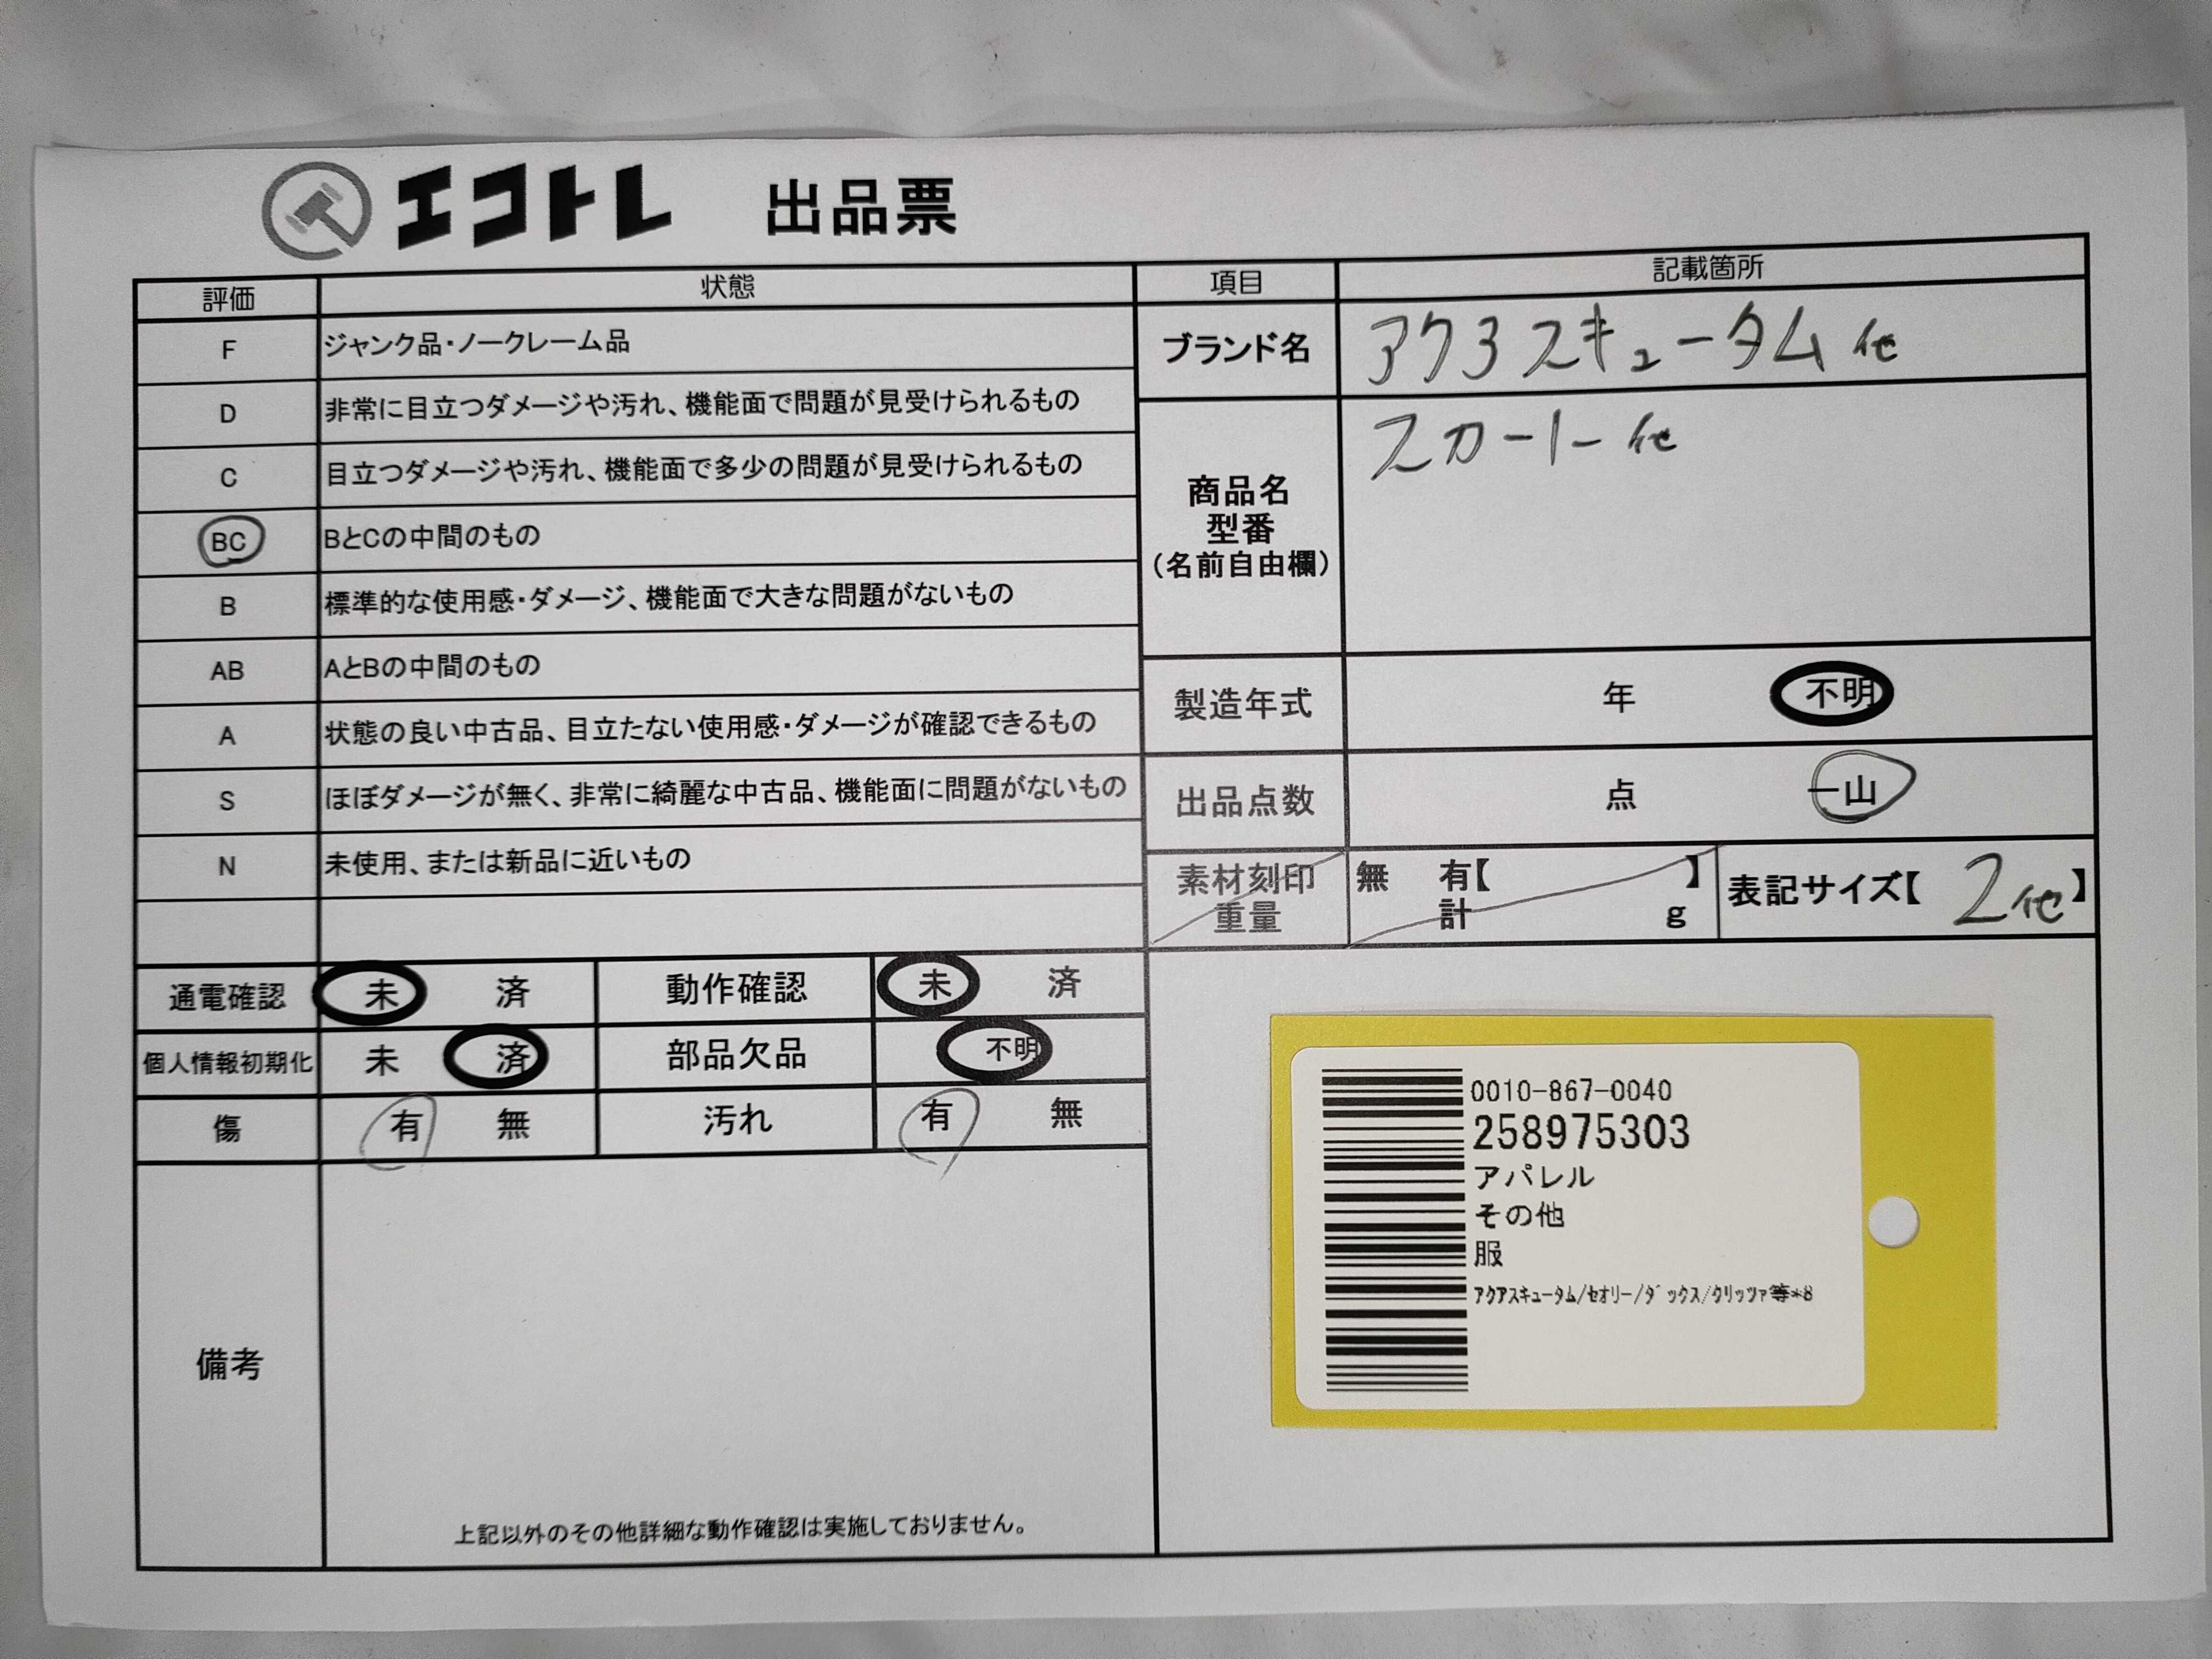 エコトレ 出品票
評価 状態
F ジャンク品・ノークレーム品
D 非常に目立つダメージや汚れ、機能面で問題が見受けられるもの
C 目立つダメージや汚れ、機能面で多少の問題が見受けられるもの
BC BとCの中間のもの
B 標準的な使用感・ダメージ、機能面で大きな問題がないもの
AB AとBの中間のもの
A 状態の良い中古品、目立たない使用感・ダメージが確認できるもの
S ほぼダメージが無く、非常に綺麗な中古品、機能面に問題がないもの
N 未使用、または新品に近いもの
通電確認 未 済 動作確認 未 済
個人情報初期化 未 済 部品欠品 不明
傷 有 無 汚れ 有 無
備考
上記以外のその他詳細な動作確認は実施しておりません。
項目 記載箇所
ブランド名 アクアスキュータム 他
商品名
型番
(名前自由欄)
スカート 他
製造年式 年 不明
出品点数 点 一山
素材刻印 無 有【 】
重量 計 g
表記サイズ【 2他 】
0010-867-0040
258975303
アパレル
その他
服
アクアスキュータム/セオリー/ダックス/クリッツァ等*8